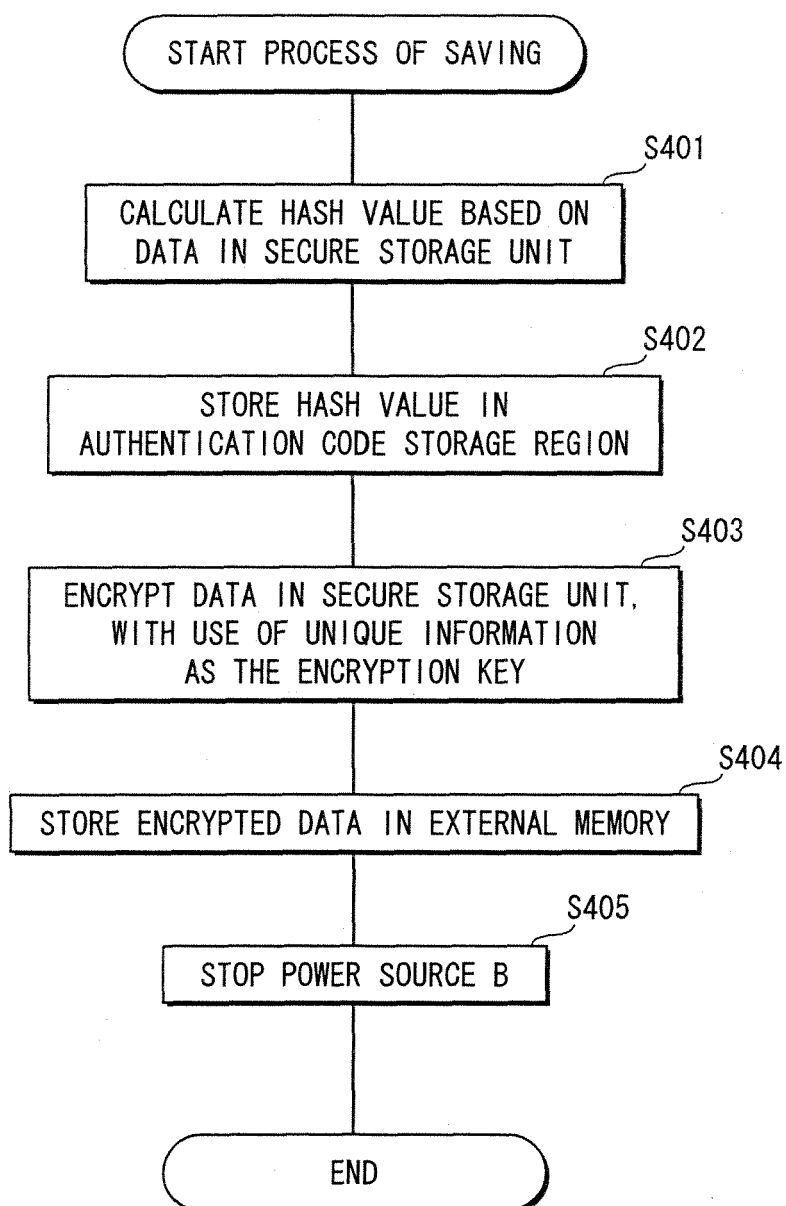 START PROCESS OF SAVING
S401
CALCULATE HASH VALUE BASED ON
DATA IN SECURE STORAGE UNIT
S402
STORE HASH VALUE IN
AUTHENTICATION CODE STORAGE REGION
S403
ENCRYPT DATA IN SECURE STORAGE UNIT,
WITH USE OF UNIQUE INFORMATION
AS THE ENCRYPTION KEY
S404
STORE ENCRYPTED DATA IN EXTERNAL MEMORY
S405
STOP POWER SOURCE B
END